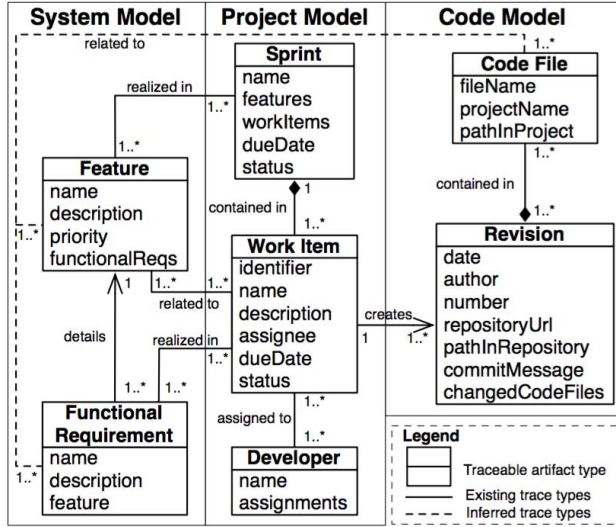 System Model
Project Model
Code Model
related to
1..*
Sprint
name
features
workItems
dueDate
status
realized in
1..*
1..*
Code File
fileName
projectName
pathInProject
1..*
Feature
name
description
priority
functionalReqs
1..*
contained in
1
1..*
contained in
1..*
Revision
date
author
number
repositoryUrl
pathInRepository
commitMessage
changedCodeFiles
Work Item
identifier
name
description
assignee
dueDate
status
1
1..*
1..*
related to
creates
1
1..*
details
realized in
1..*
1..*
1..*
Functional
Requirement
name
description
feature
1..*
assigned to
1..*
1..*
Developer
name
assignments
Legend
Traceable artifact type
Existing trace types
Inferred trace types